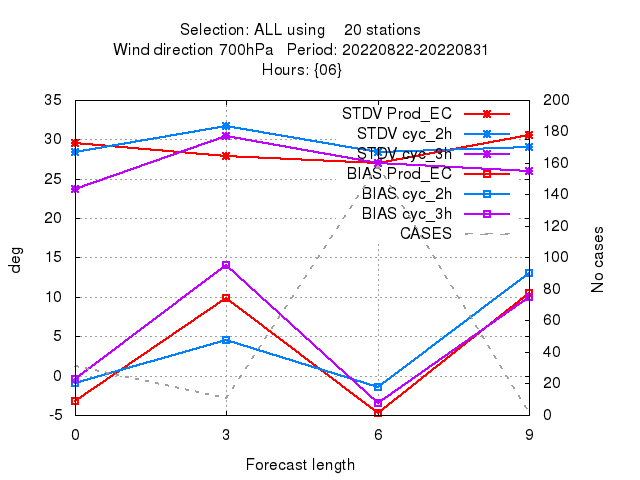 Selection: ALL using    20 stations
Wind direction 700hPa   Period: 20220822-20220831
Hours: {06}
35
30
25
20
15
10
5
0
-5
deg
200
180
160
140
120
100
80
60
40
20
0
No cases
STDV Prod_EC
STDV cyc_2h
STDV cyc_3h
BIAS Prod_EC
BIAS cyc_2h
BIAS cyc_3h
CASES
0 3 6 9
Forecast length